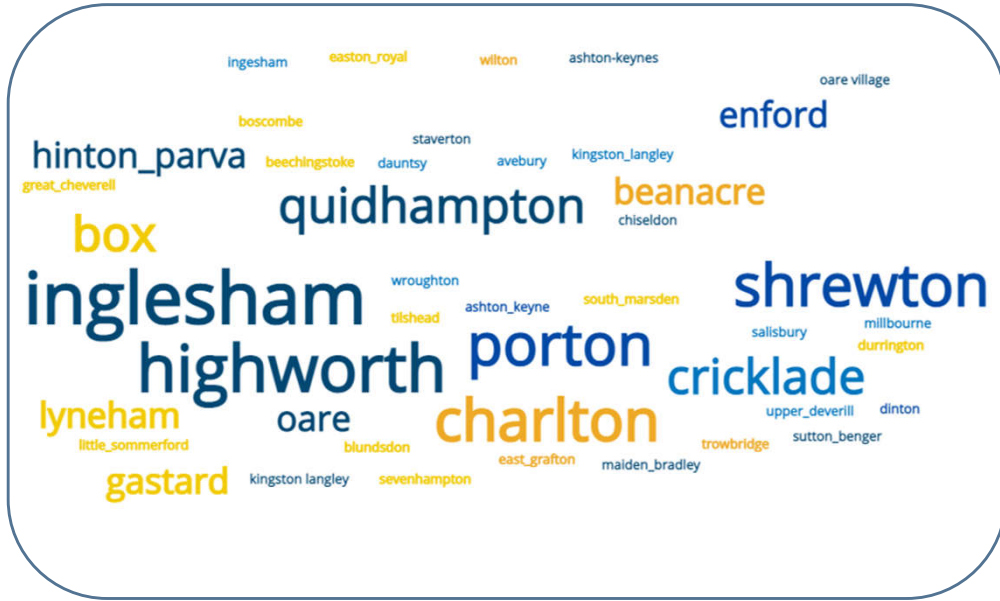 ingesham
easton_royal
wilton
ashton-keynes
oare village
enford
boscombe
staverton
hinton_parva
beechingstoke
dauntsy
avebury
kingston_langley
great_cheverell
quidhampton
beanacre
chiseldon
box
inglesham
wroughton
shrewton
tilshead
ashton_keyne
south_marsden
salisbury
millbourne
durrington
highworth
porton
cricklade
lyneham
oare
charlton
upper_deverill
dinton
little_sommerford
blundsdon
east_grafton
trowbridge
sutton_benger
maiden_bradley
gastard
kingston langley
sevenhampton